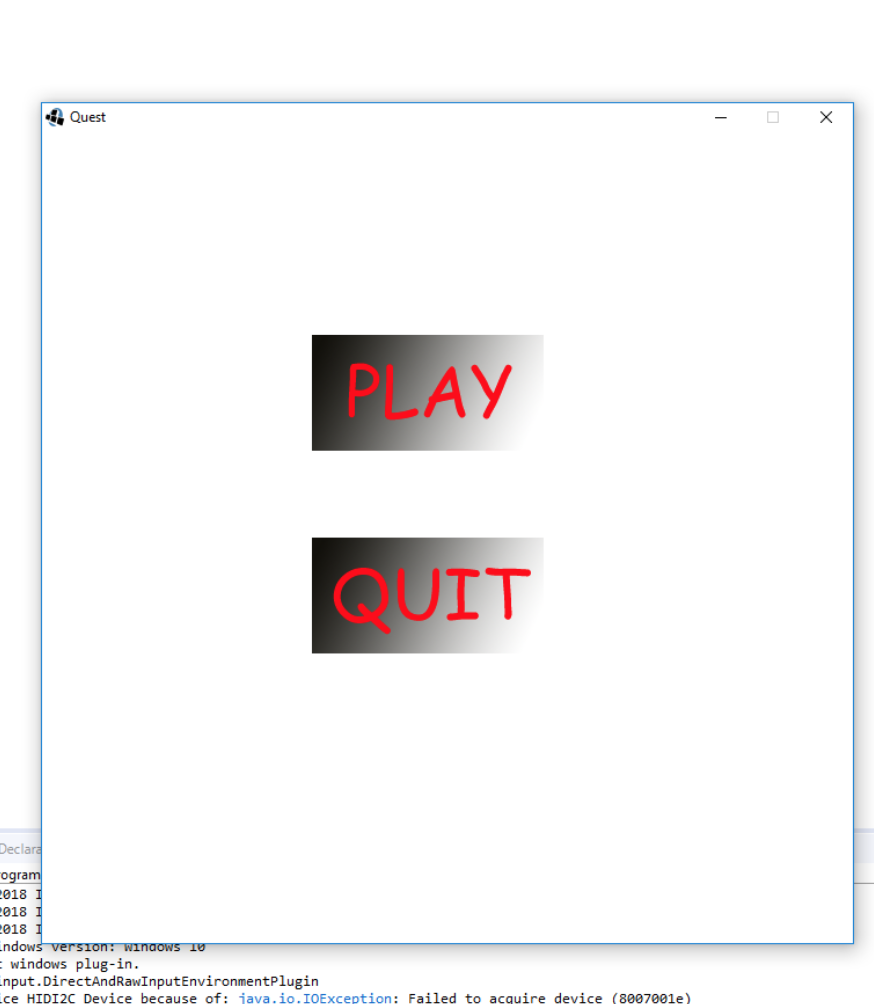 Quest
PLAY
QUIT
Declara
rogram
2018 I
2018 I
2018 I
indows version: Windows 10
t windows plug-in.
input.DirectAndRawInputEnvironmentPlugin
ice HIDI2C Device because of: java.io.IOException: Failed to acquire device (8007001e)